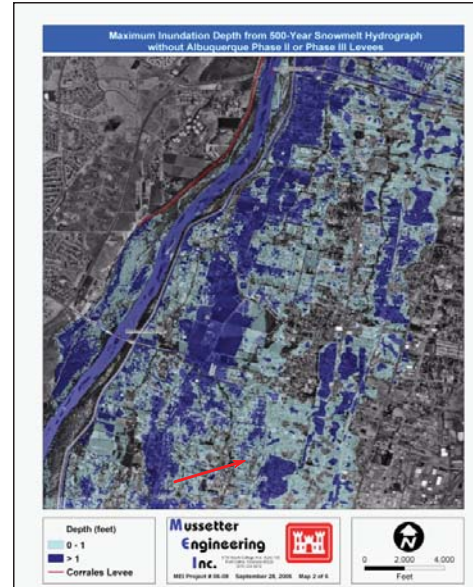 Maximum Inundation Depth from 500-Year Snowmelt Hydrograph
without Albuquerque Phase II or Phase III Levees
Depth (feet)
0 - 1
> 1
Corrales Levee
Mussetter
Engineering
Inc.
MEI Project # 06-08 September 28, 2006 Map 2 of 6
N
0 2,000 4,000
Feet